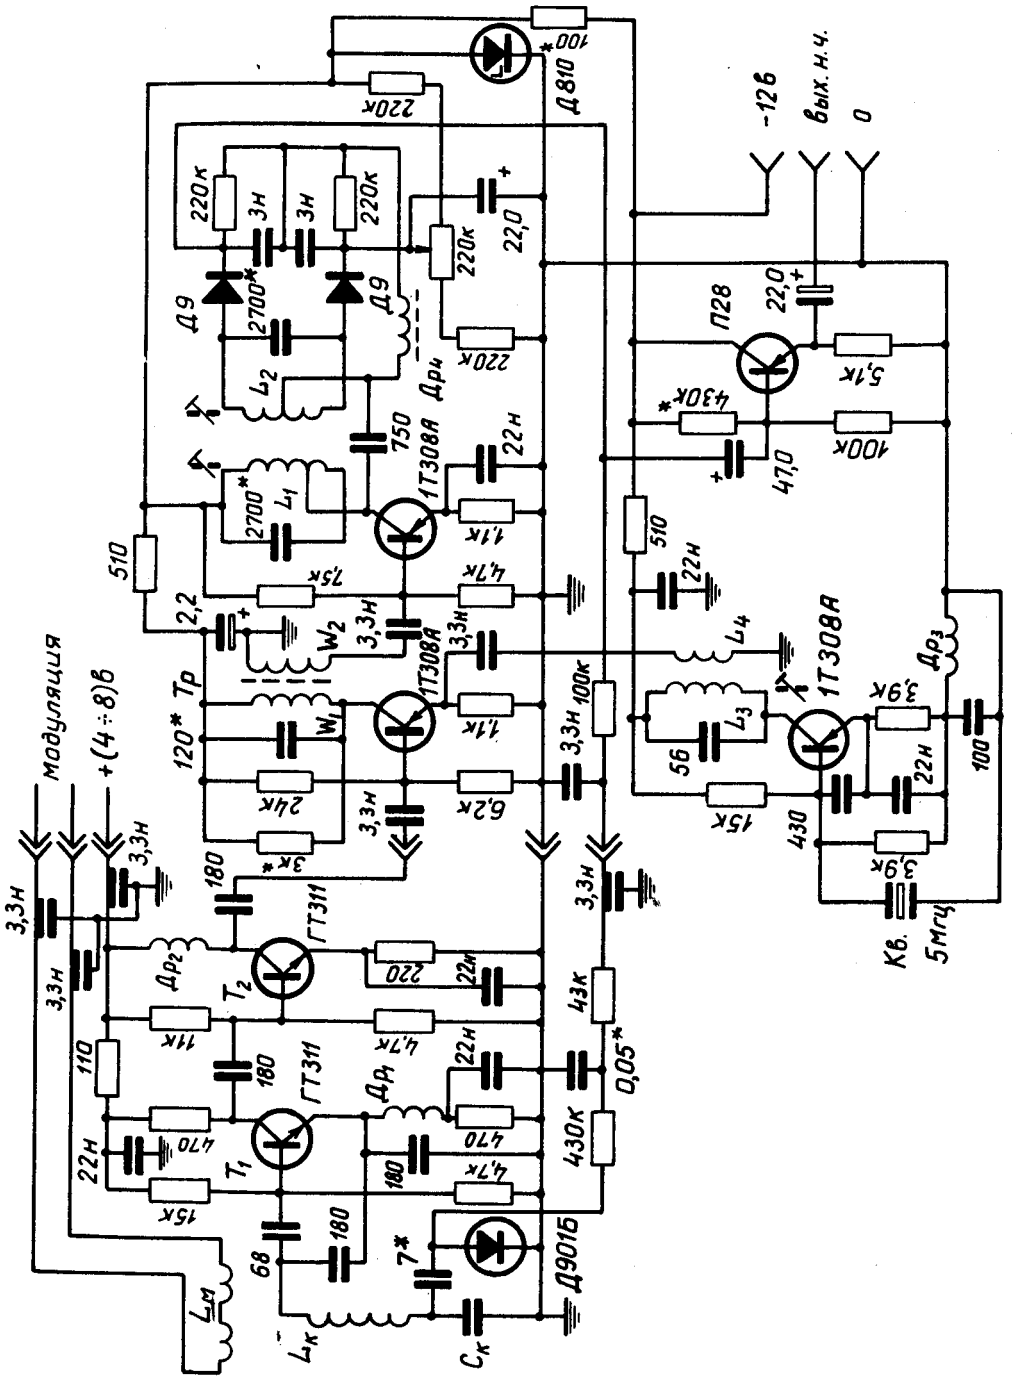 100
*
Д810
220к
-12в
вых. н.ч.
0
220к
3н
3н
220к
+
22,0
220к
Д9
2700*
Д9
Др4
220к
П28
22,0
+
5,1к
430к
*
100к
+
47,0
L2
750
1Т308А
22н
L1
2700*
1,1к
510
7,5к
4,7к
510
22н
2,2
+
W2
3,3н
3,3н
1Т308А
Модуляция
+(4÷8)в
Тр
120*
W1
1,1к
24к
6,2к
3к*
3,3н
3,3н
100к
L4
L3
56
1Т308А
Др3
3,9к
22н
100
15к
430
3,9к
Кв.
5мгц
3,3н
3,3н
3,3н
180
ГТ311
Др2
Т2
220
22н
11к
4,7к
3,3н
43к
110
180
ГТ311
Др1
22н
0,05*
470
22н
Т1
180
470
4,7к
430к
15к
68
180
7*
Д901Б
Lм
Lк
Ск